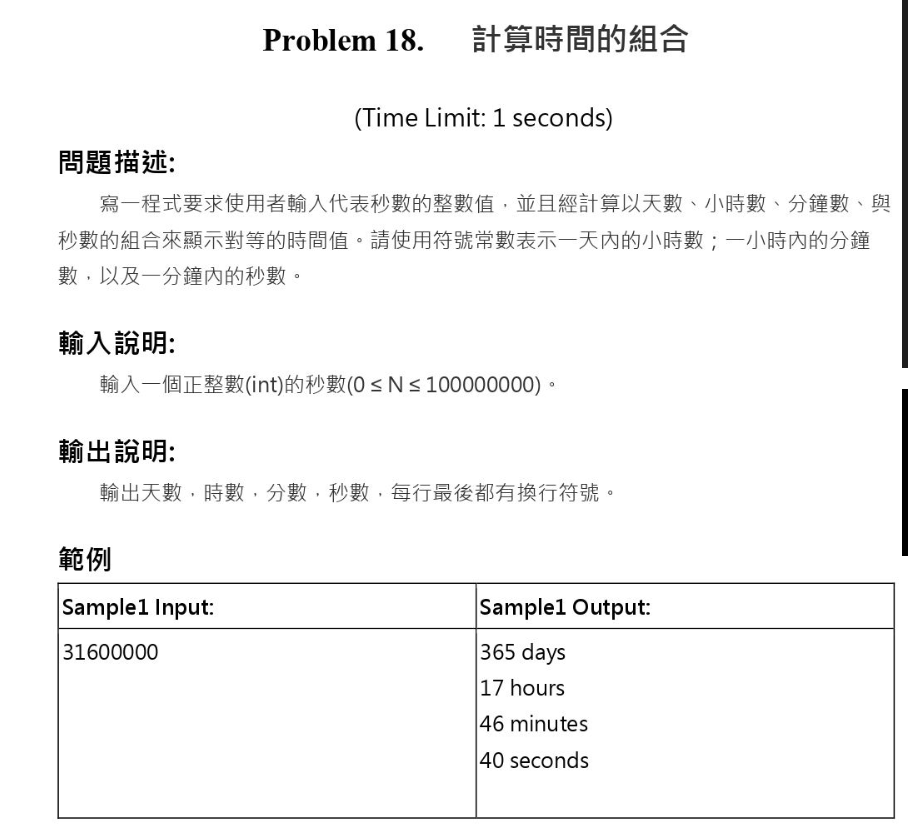 Problem 18. 計算時間的組合
(Time Limit: 1 seconds)
問題描述:
寫一程式要求使用者輸入代表秒數的整數值，並且經計算以天數、小時數、分鐘數、與
秒數的組合來顯示對等的時間值。請使用符號常數表示一天內的小時數；一小時內的分鐘
數，以及一分鐘內的秒數。
輸入說明:
輸入一個正整數(int)的秒數(0 ≤ N ≤ 100000000)。
輸出說明:
輸出天數，時數，分數，秒數，每行最後都有換行符號。
範例
Sample1 Input:
Sample1 Output:
31600000
365 days
17 hours
46 minutes
40 seconds